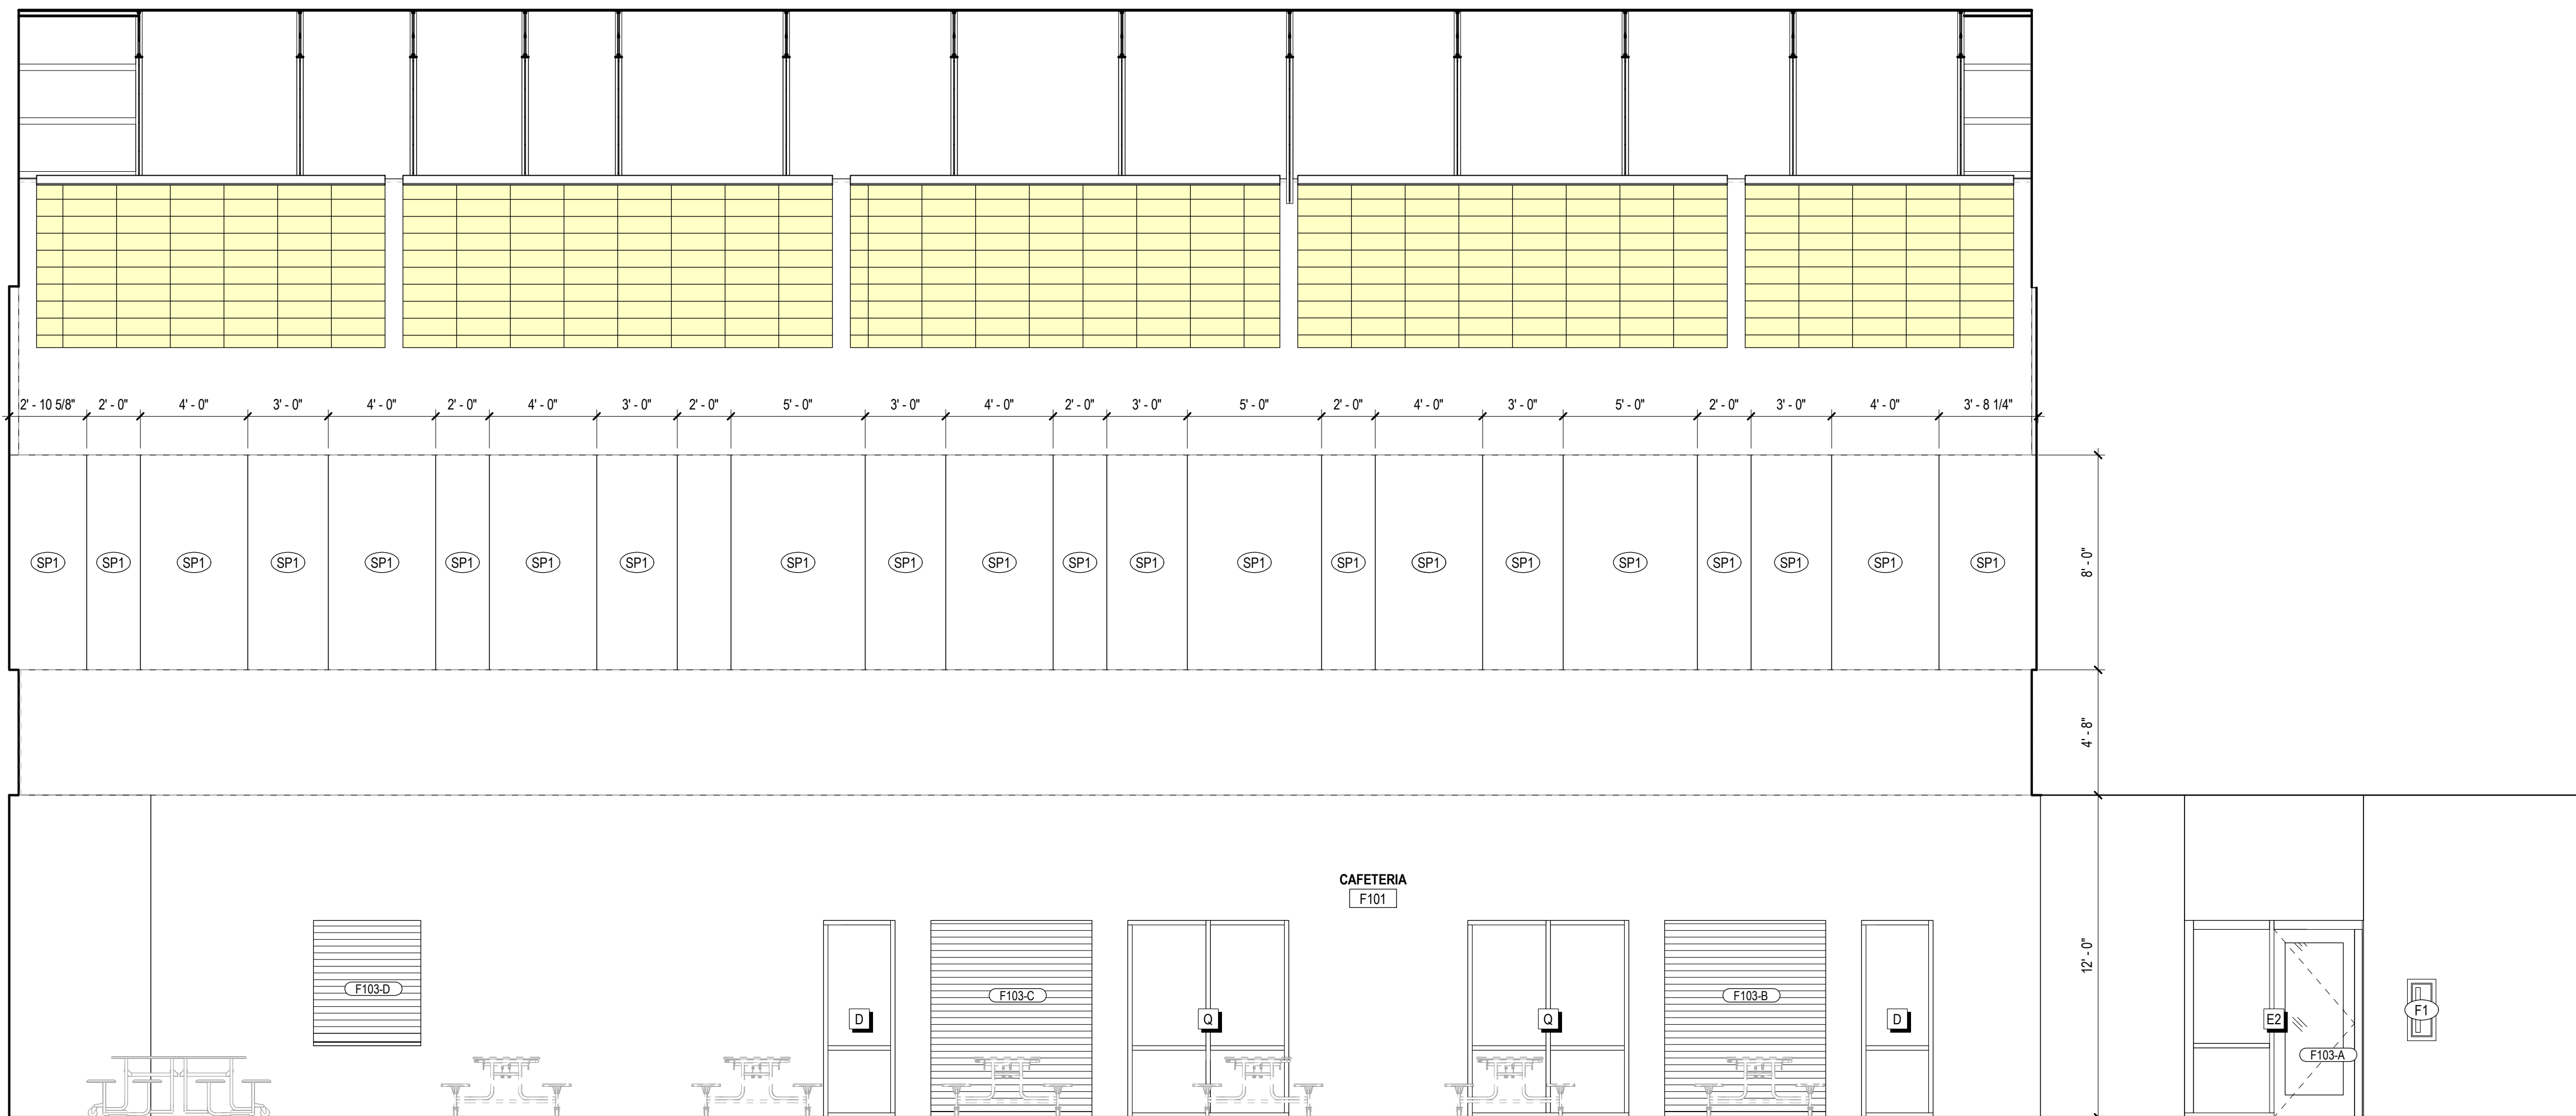 2' - 10 5/8" 2' - 0" 4' - 0" 3' - 0" 4' - 0" 2' - 0" 4' - 0" 3' - 0" 2' - 0" 5' - 0" 3' - 0" 4' - 0" 2' - 0" 3' - 0" 5' - 0" 2' - 0" 4' - 0" 3' - 0" 5' - 0" 2' - 0" 3' - 0" 4' - 0" 3' - 8 1/4"
SP1 SP1 SP1 SP1 SP1 SP1 SP1 SP1 SP1 SP1 SP1 SP1 SP1 SP1 SP1 SP1 SP1 SP1 SP1 SP1 SP1 SP1
8' - 0"
4' - 8"
CAFETERIA
F101
12' - 0"
F103-D
F103-C
F103-B
D
Q
Q
D
E2
F1
F103-A